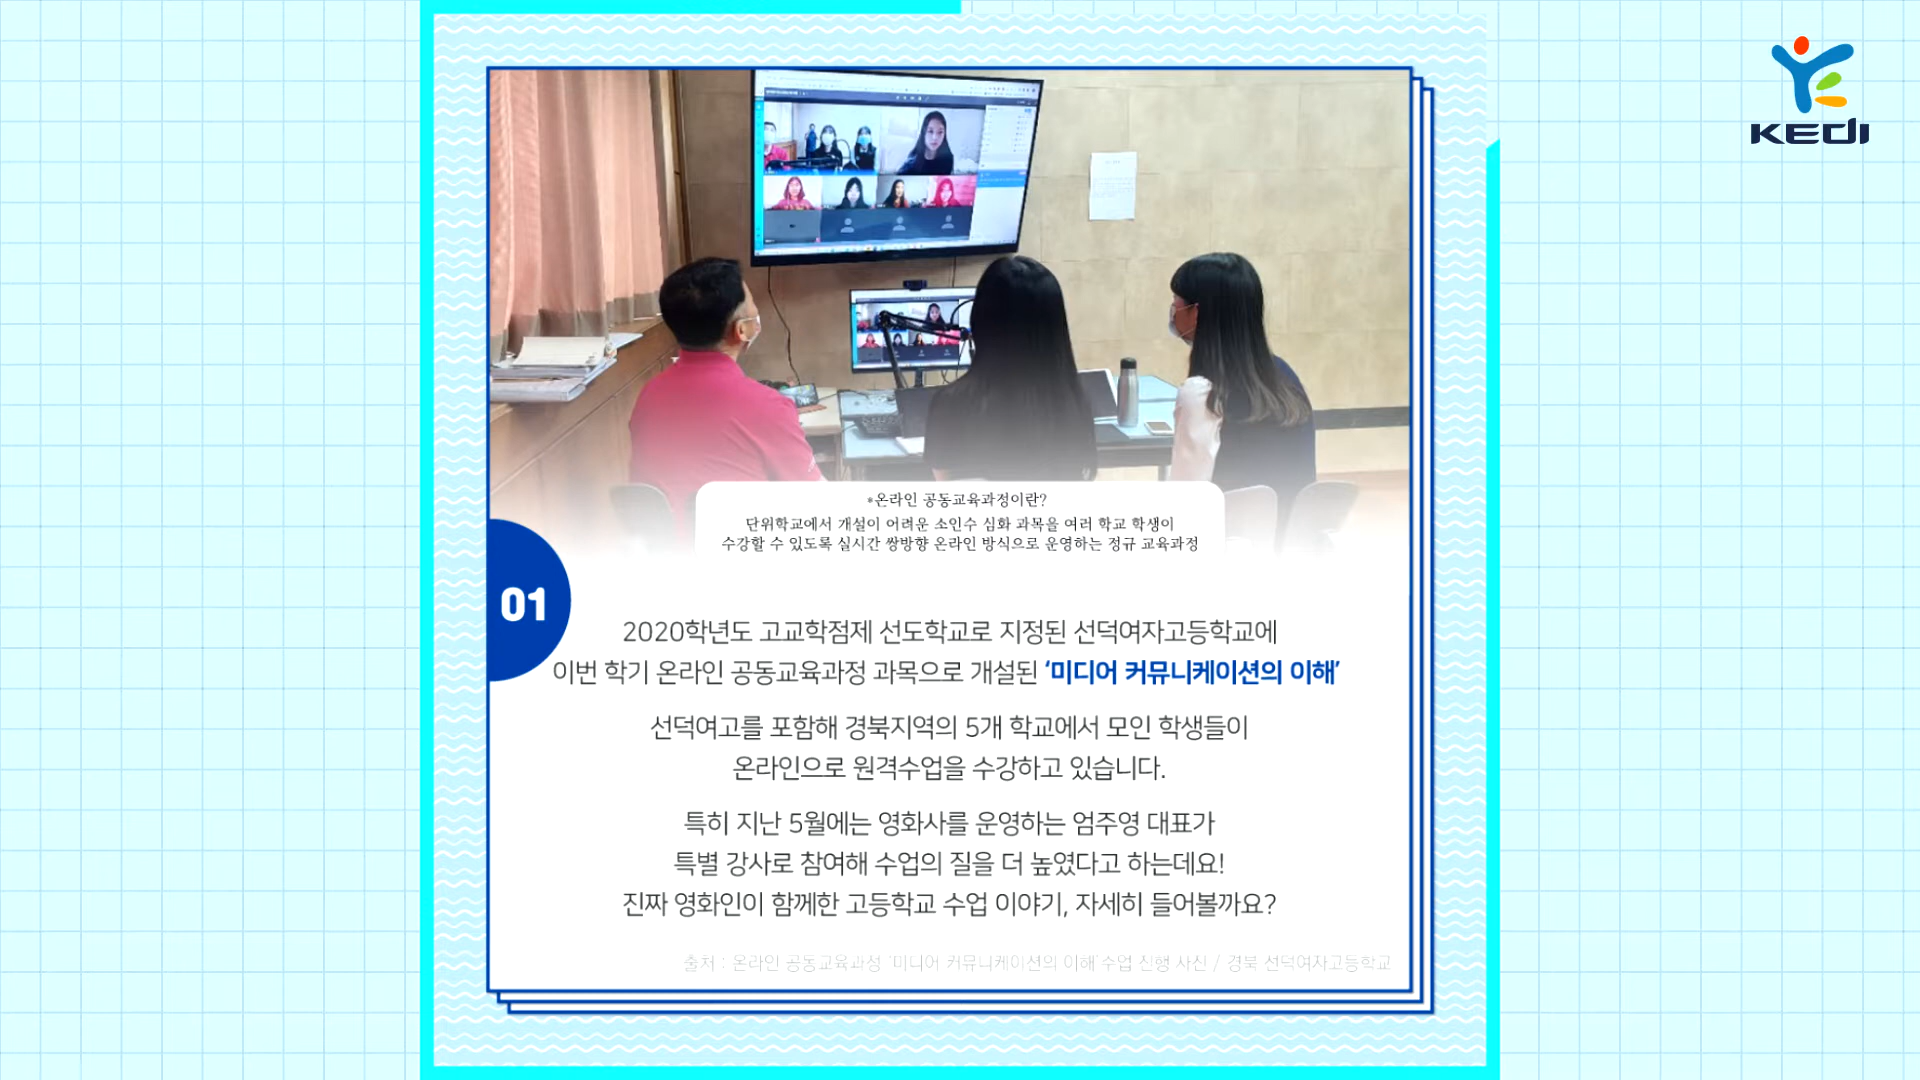 KEDI
*온라인 공동교육과정이란?
단위학교에서 개설이 어려운 소인수 심화 과목을 여러 학교 학생이
수강할 수 있도록 실시간 쌍방향 온라인 방식으로 운영하는 정규 교육과정
01
2020학년도 고교학점제 선도학교로 지정된 선덕여자고등학교에
이번 학기 온라인 공동교육과정 과목으로 개설된 ‘미디어 커뮤니케이션의 이해’
선덕여고를 포함해 경북지역의 5개 학교에서 모인 학생들이
온라인으로 원격수업을 수강하고 있습니다.
특히 지난 5월에는 영화사를 운영하는 엄주영 대표가
특별 강사로 참여해 수업의 질을 더 높였다고 하는데요!
진짜 영화인이 함께한 고등학교 수업 이야기, 자세히 들어볼까요?
출처 : 온라인 공동교육과정 '미디어 커뮤니케이션의 이해' 수업 진행 사진 / 경북 선덕여자고등학교